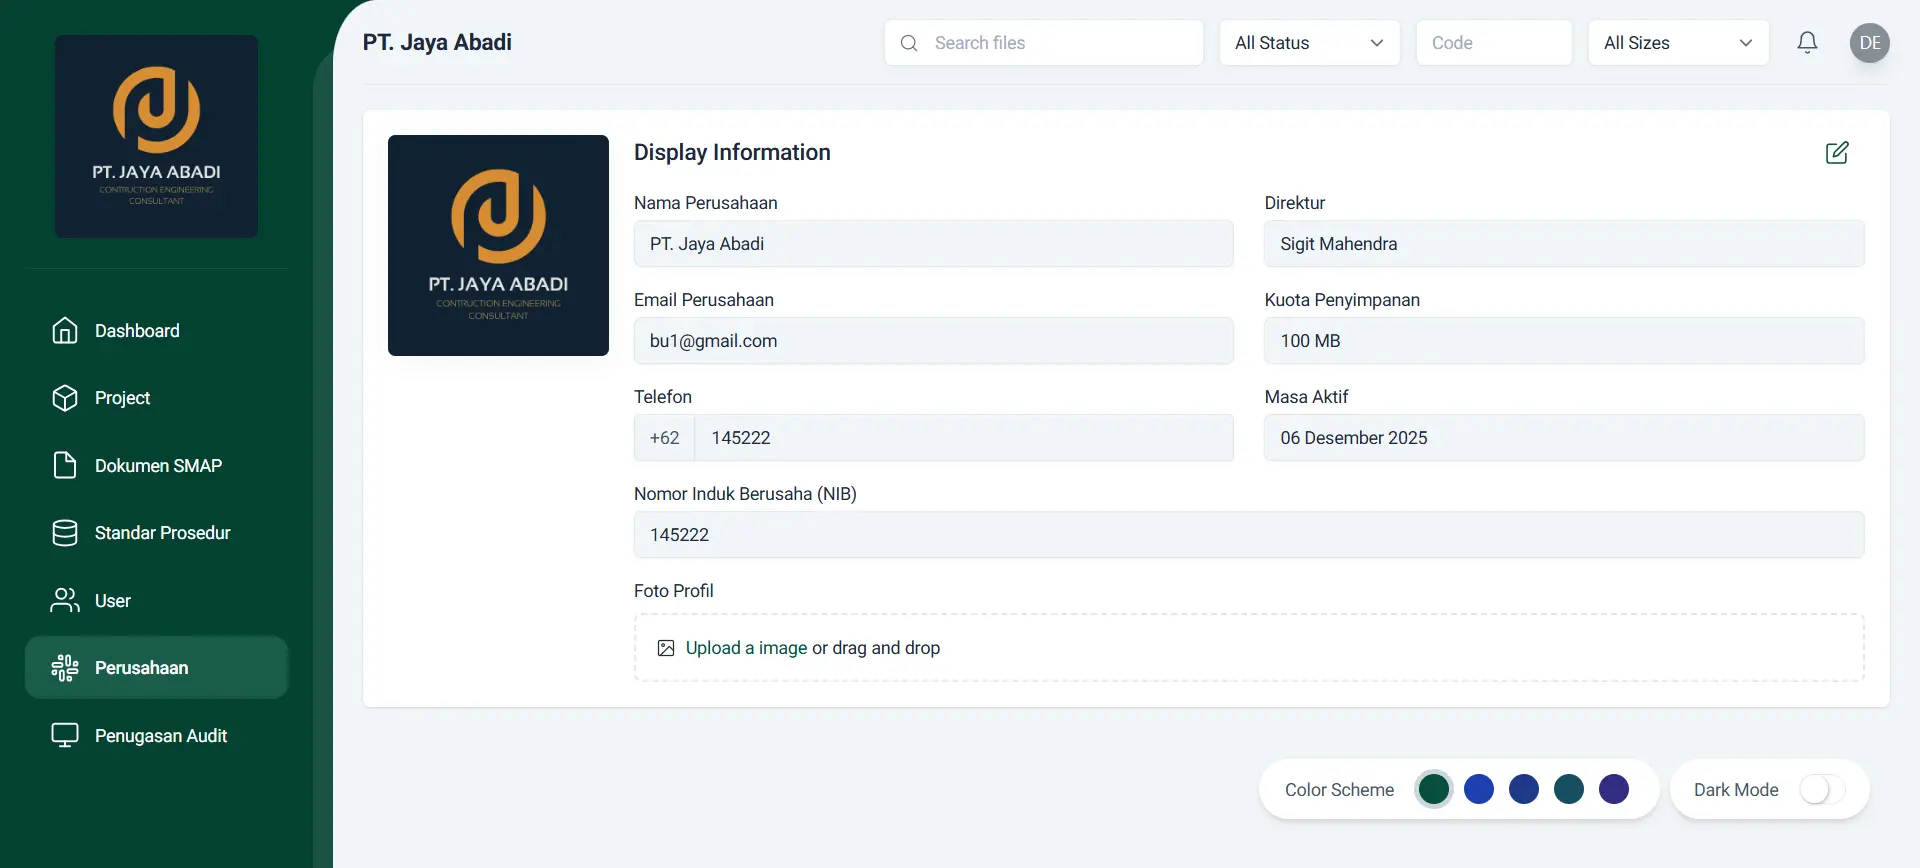 PT. JAYA ABADI
CONTRUCTION ENGINEERING
CONSULTANT
Dashboard
Project
Dokumen SMAP
Standar Prosedur
User
Perusahaan
Penugasan Audit
PT. Jaya Abadi
Search files
All Status
Code
All Sizes
DE
PT. JAYA ABADI
CONTRUCTION ENGINEERING
CONSULTANT
Display Information
Nama Perusahaan
PT. Jaya Abadi
Direktur
Sigit Mahendra
Email Perusahaan
bu1@gmail.com
Kuota Penyimpanan
100 MB
Telefon
+62 145222
Masa Aktif
06 Desember 2025
Nomor Induk Berusaha (NIB)
145222
Foto Profil
Upload a image or drag and drop
Color Scheme
Dark Mode